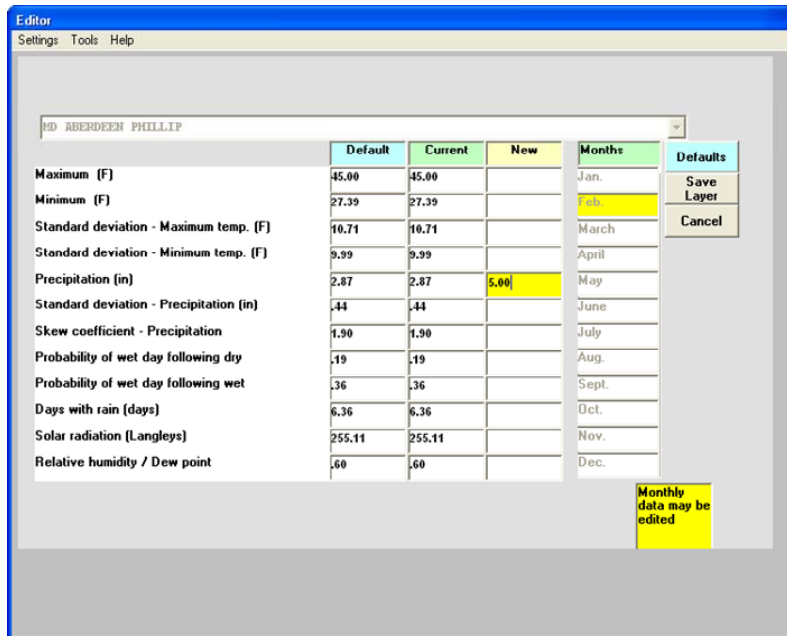 Editor
Settings Tools Help
MD ABERDEEN PHILLIP
Default Current New Months Defaults
Maximum (F) 45.00 45.00 Jan. Save Layer
Minimum (F) 27.39 27.39 Feb.
Standard deviation - Maximum temp. (F) 10.71 10.71 March Cancel
Standard deviation - Minimum temp. (F) 9.99 9.99 April
Precipitation (in) 2.87 2.87 5.00 May
Standard deviation - Precipitation (in) .44 .44 June
Skew coefficient - Precipitation 1.90 1.90 July
Probability of wet day following dry .19 .19 Aug.
Probability of wet day following wet .36 .36 Sept.
Days with rain (days) 6.36 6.36 Oct.
Solar radiation (Langleys) 255.11 255.11 Nov.
Relative humidity / Dew point .60 .60 Dec.
Monthly
data may be
edited